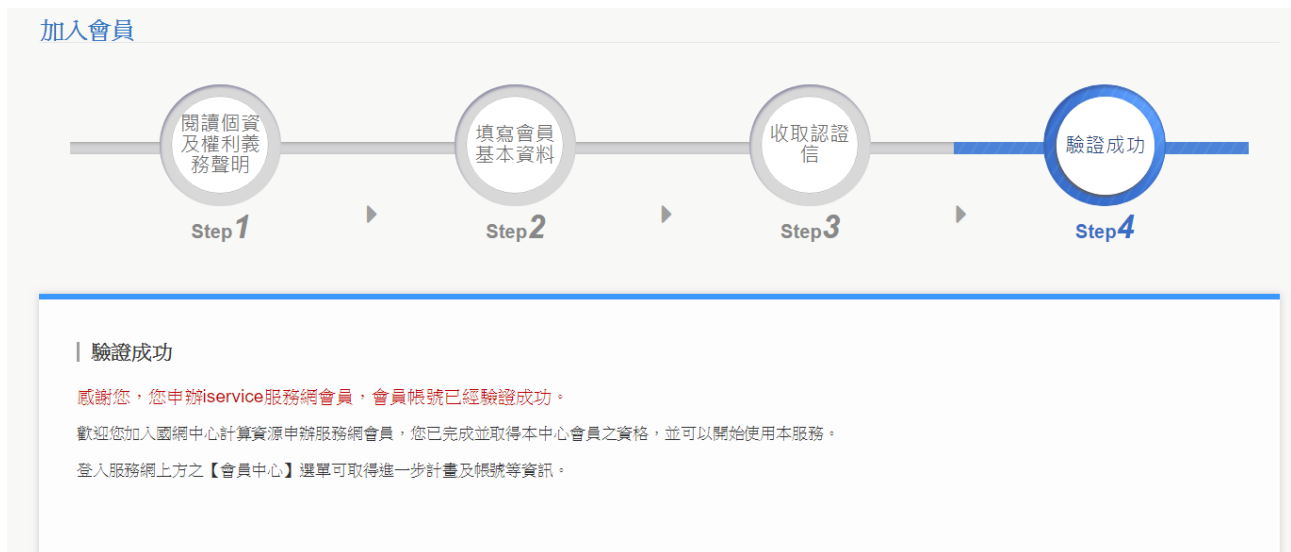 加入會員
閱讀個資
及權利義
務聲明
填寫會員
基本資料
收取認證
信
驗證成功
Step1
Step2
Step3
Step4
驗證成功
感謝您，您申辦iservice服務網會員，會員帳號已經驗證成功。
歡迎您加入國網中心計算資源申辦服務網會員，您已完成並取得本中心會員之資格，並可以開始使用本服務。
登入服務網上方之【會員中心】選單可取得進一步計畫及帳號等資訊。